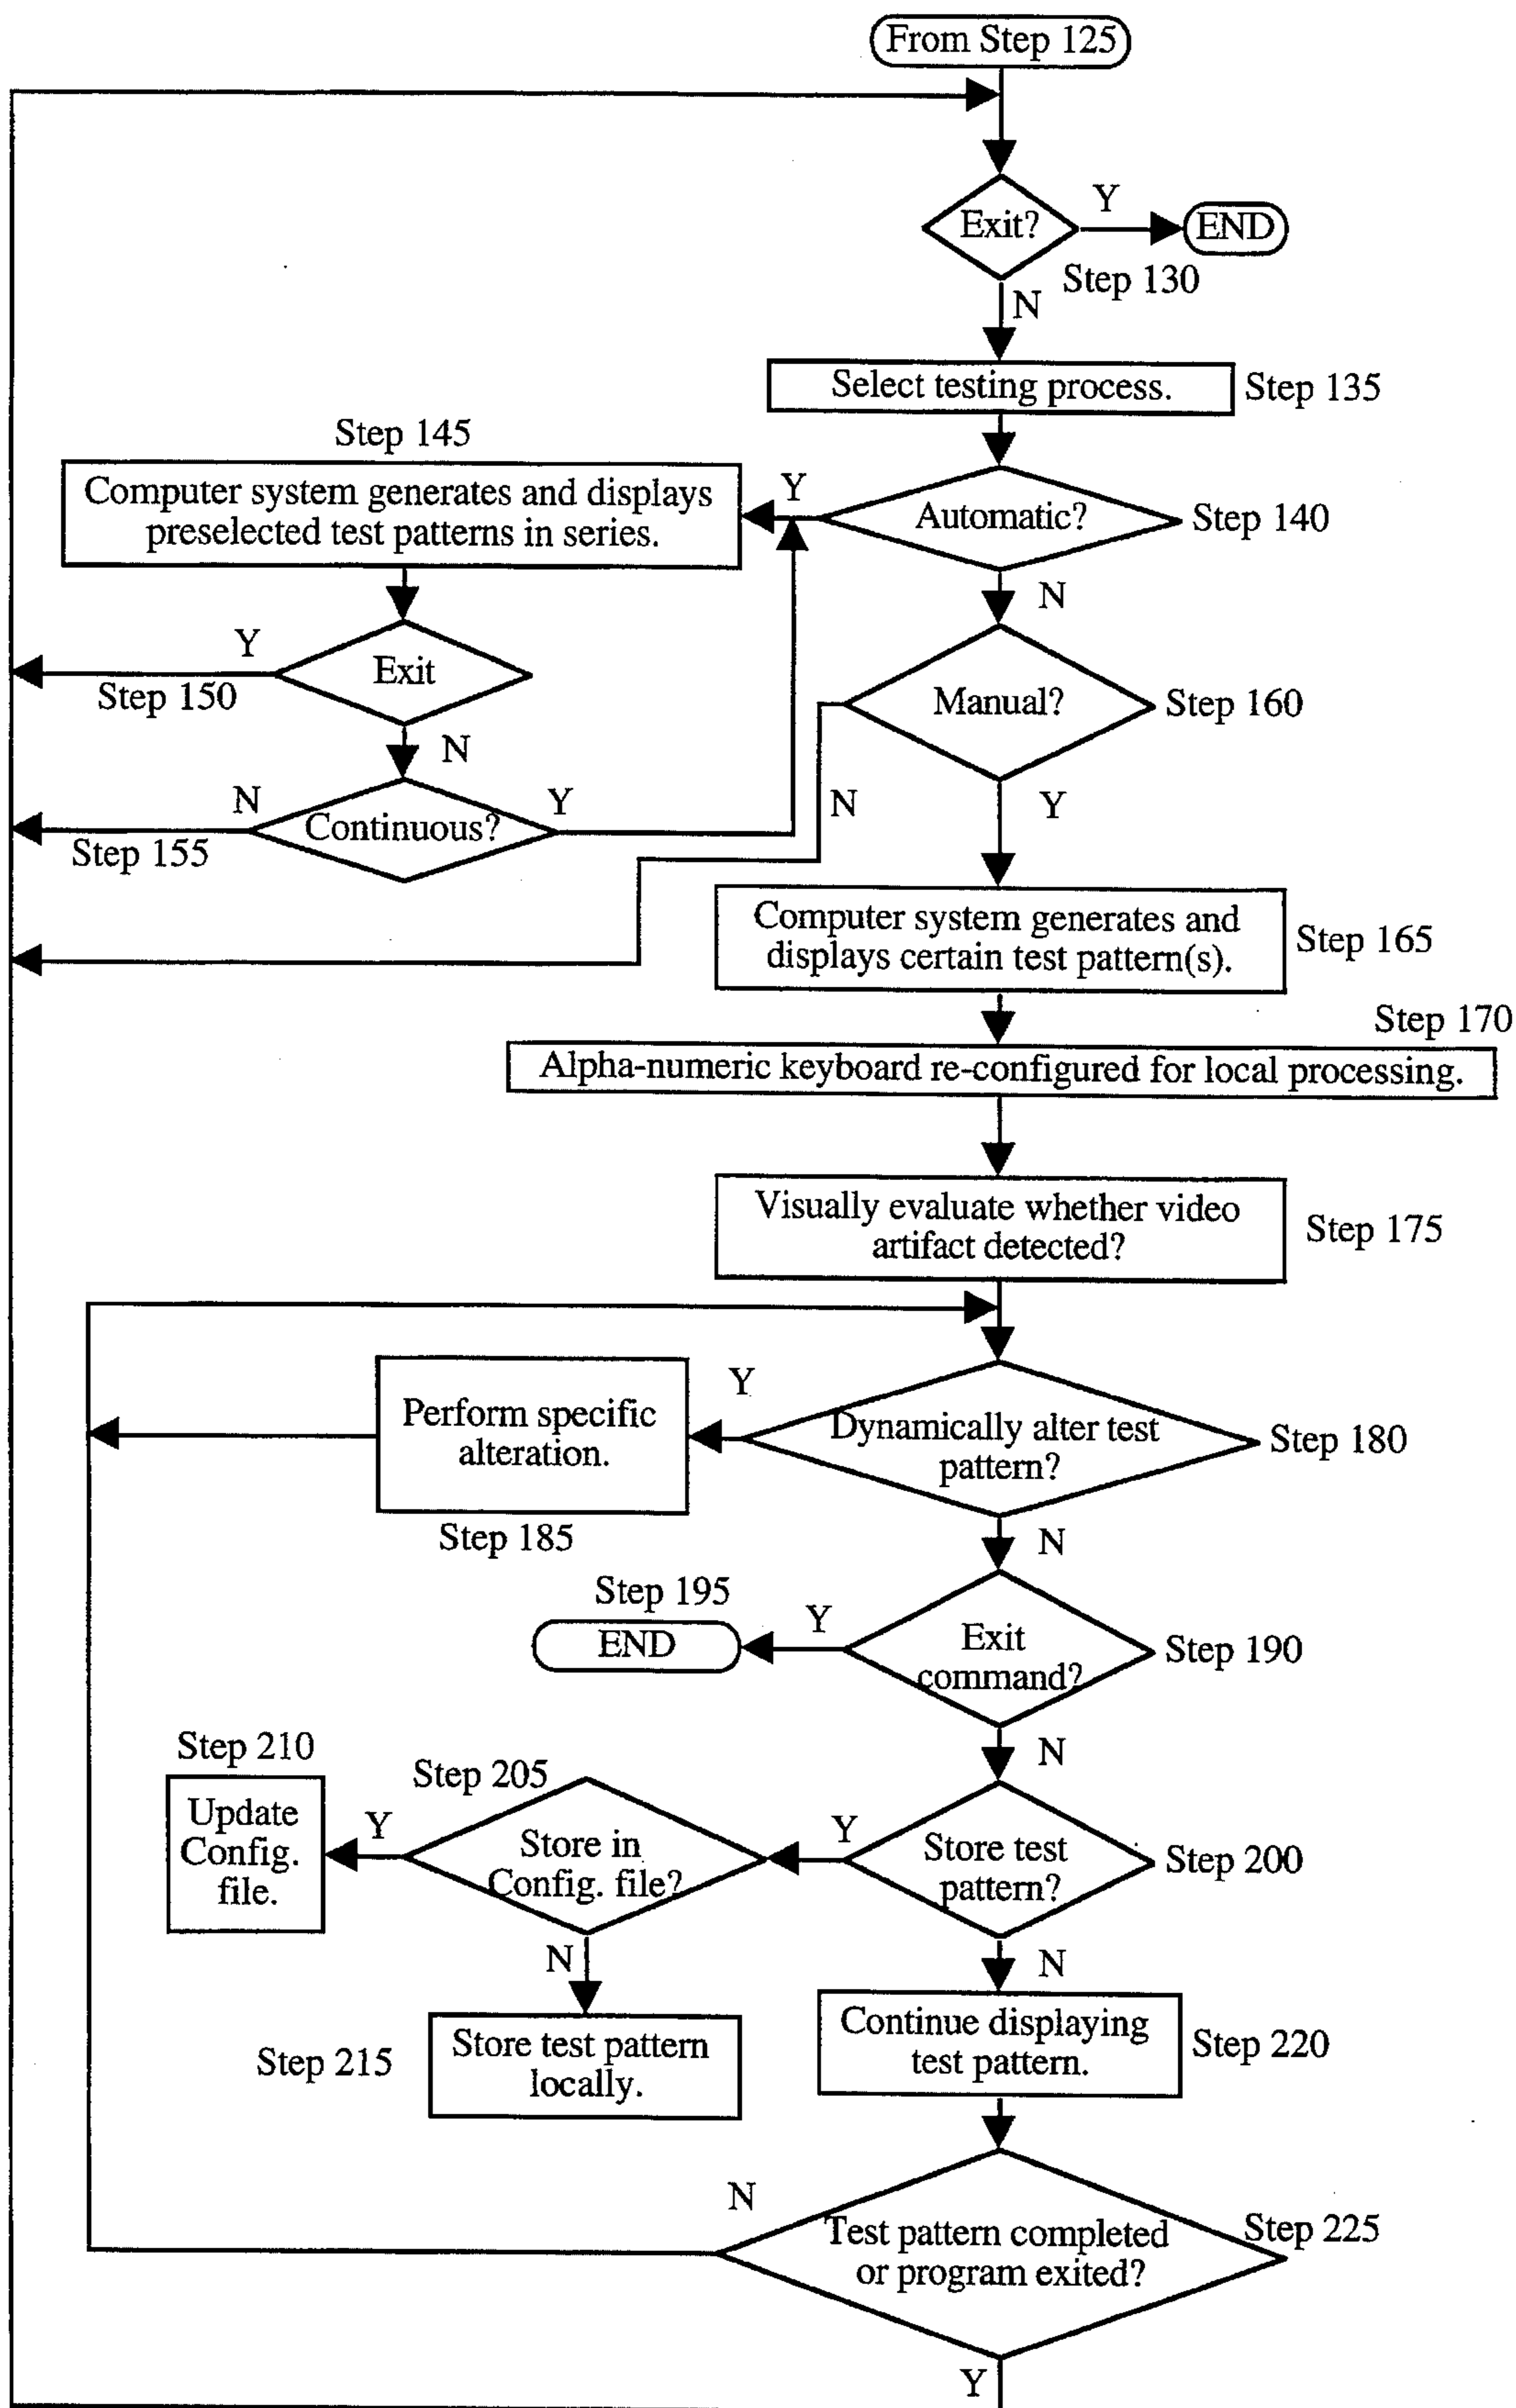 From Step 125
Exit?
Y
END
Step 130
N
Select testing process.
Step 135
Step 145
Computer system generates and displays
preselected test patterns in series.
Y
Automatic?
Step 140
N
Y
Exit
Step 150
N
Manual?
Step 160
N
Continuous?
Y
Step 155
N
Y
Computer system generates and
displays certain test pattern(s).
Step 165
Step 170
Alpha-numeric keyboard re-configured for local processing.
Visually evaluate whether video
artifact detected?
Step 175
Y
Perform specific
alteration.
Step 185
Dynamically alter test
pattern?
Step 180
N
Step 195
END
Y
Exit
command?
Step 190
N
Step 210
Update
Config.
file.
Y
Step 205
Store in
Config. file?
Y
Store test
pattern?
Step 200
N
N
Step 215
Store test pattern
locally.
Continue displaying
test pattern.
Step 220
N
Test pattern completed
or program exited?
Step 225
Y